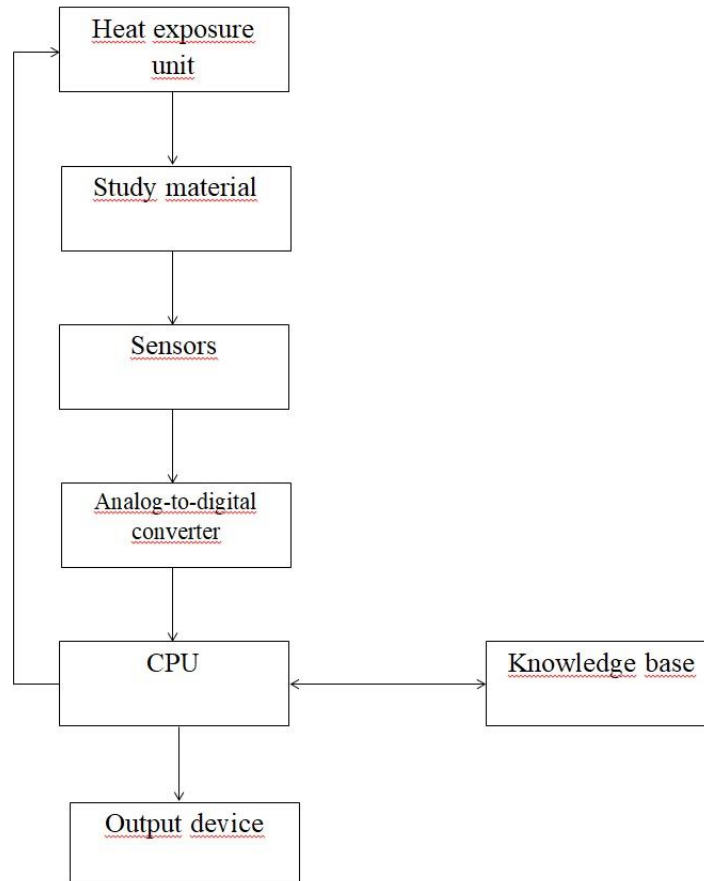 Heat exposure
unit
Study material
Sensors
Analog-to-digital
converter
CPU
Knowledge base
Output device